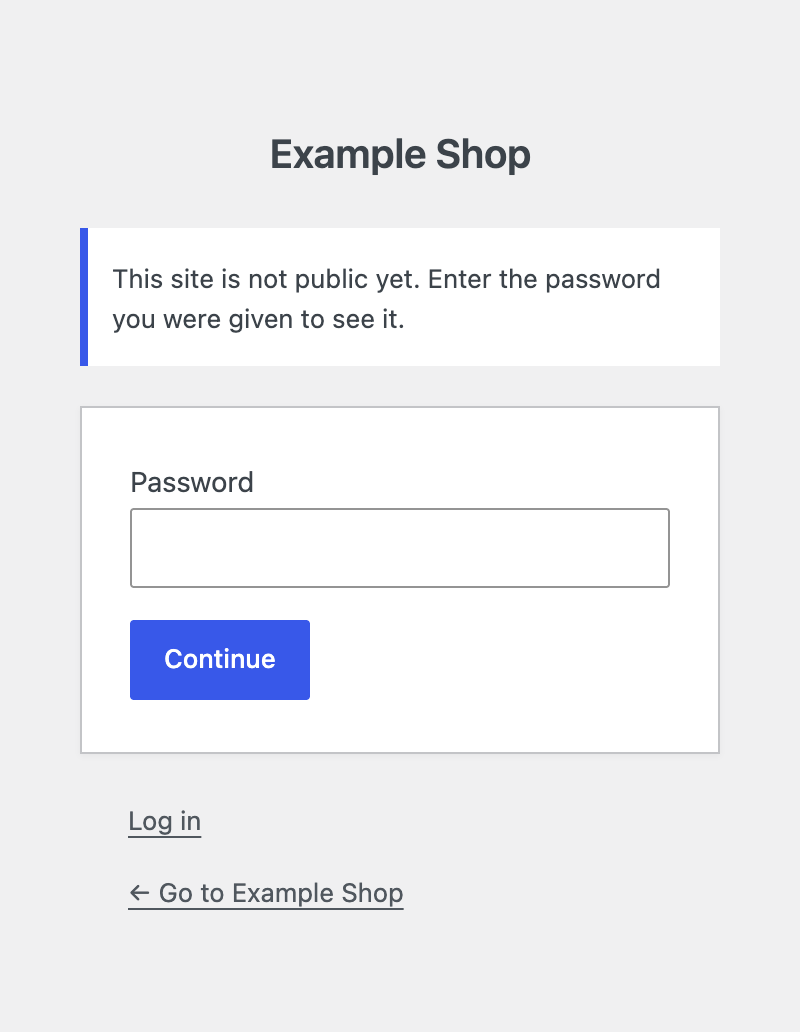 Example Shop
This site is not public yet. Enter the password
you were given to see it.
Password
Continue
Log in
← Go to Example Shop